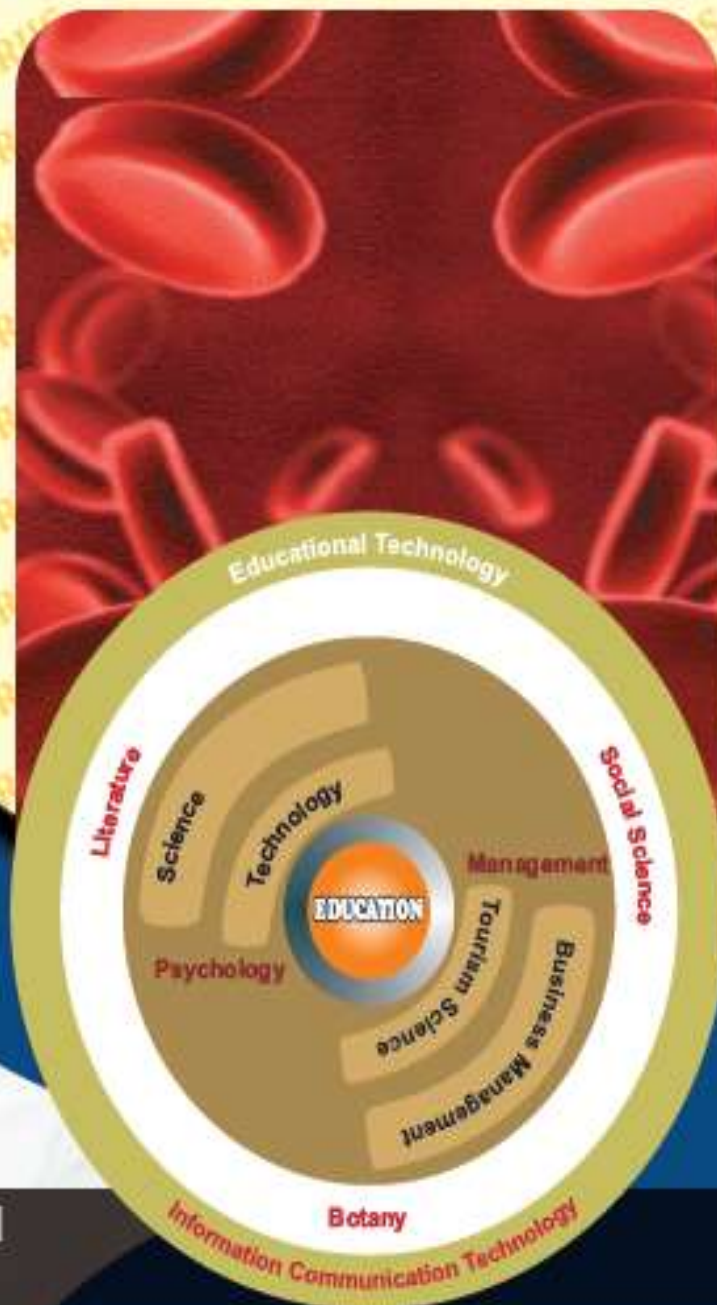 Educational Technology
Literature
Social Science
Science
Technology
Management
EDUCATION
Psychology
Tourism Science
Business Management
Botany
Information Communication Technology